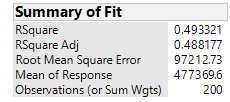 Summary of Fit
RSquare 0.493321
RSquare Adj 0.488177
Root Mean Square Error 97212.73
Mean of Response 477369.6
Observations (or Sum Wgts) 200